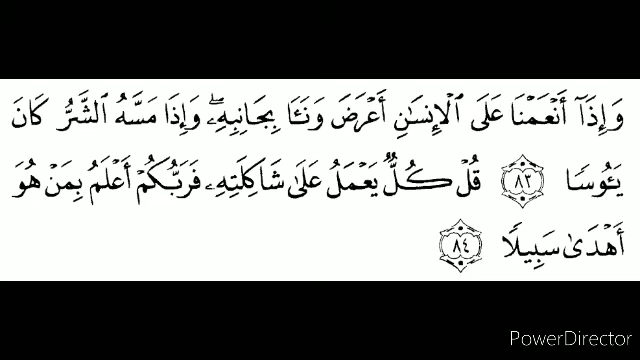 وَإِذَآ أَنْعَمْنَا عَلَى ٱلْإِنسَٰنِ أَعْرَضَ وَنَـَٔا بِجَانِبِهِۦ ۖ وَإِذَا مَسَّهُ ٱلشَّرُّ كَانَ
يَـُٔوسًا ٨٣ قُلْ كُلٌّ يَعْمَلُ عَلَىٰ شَاكِلَتِهِۦ فَرَبُّكُمْ أَعْلَمُ بِمَنْ هُوَ
أَهْدَىٰ سَبِيلًا ٨٤
PowerDirector